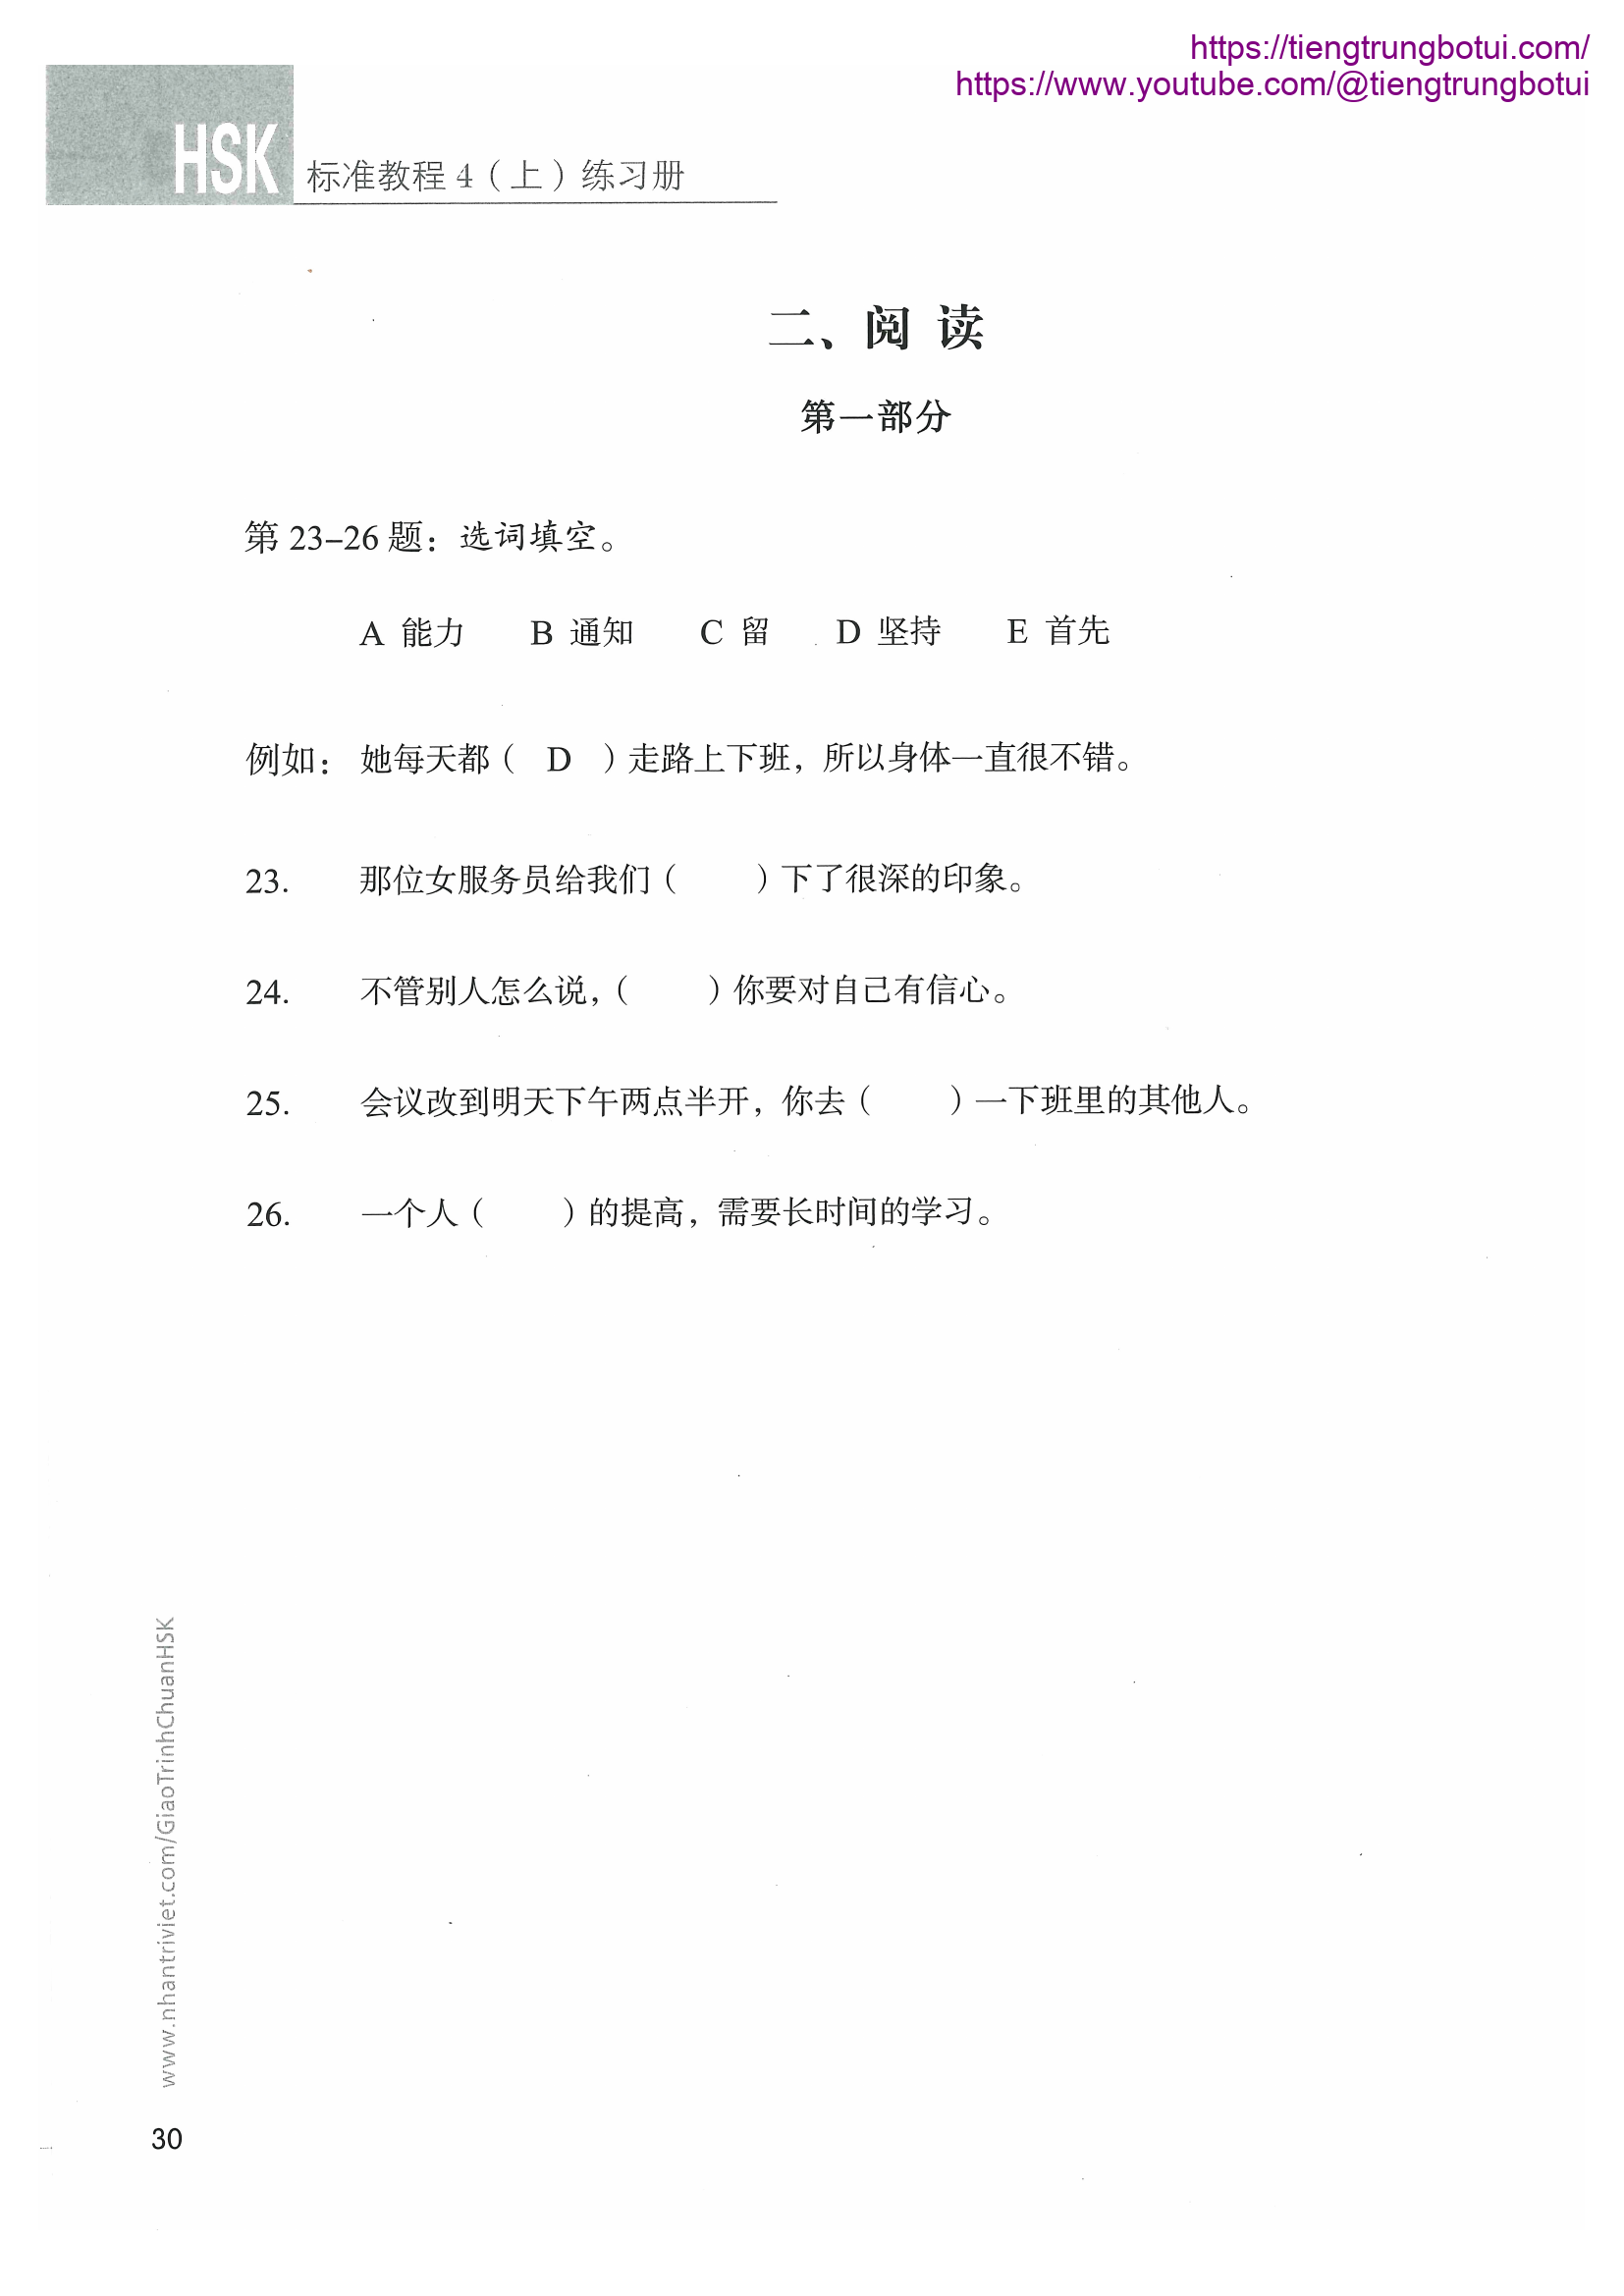 https://tiengtrungbotui.com/
https://www.youtube.com/@tiengtrungbotui
HSK 标准教程 4（上）练习册
二、阅 读
第一部分
第 23–26 题：选词填空。
A 能力 B 通知 C 留 D 坚持 E 首先
例如：她每天都（ D ）走路上下班，所以身体一直很不错。
23. 那位女服务员给我们（ ）下了很深的印象。
24. 不管别人怎么说，（ ）你要对自己有信心。
25. 会议改到明天下午两点半开，你去（ ）一下班里的其他人。
26. 一个人（ ）的提高，需要长时间的学习。
www.nhantriviet.com/GiaoTrinhChuanHSK
30